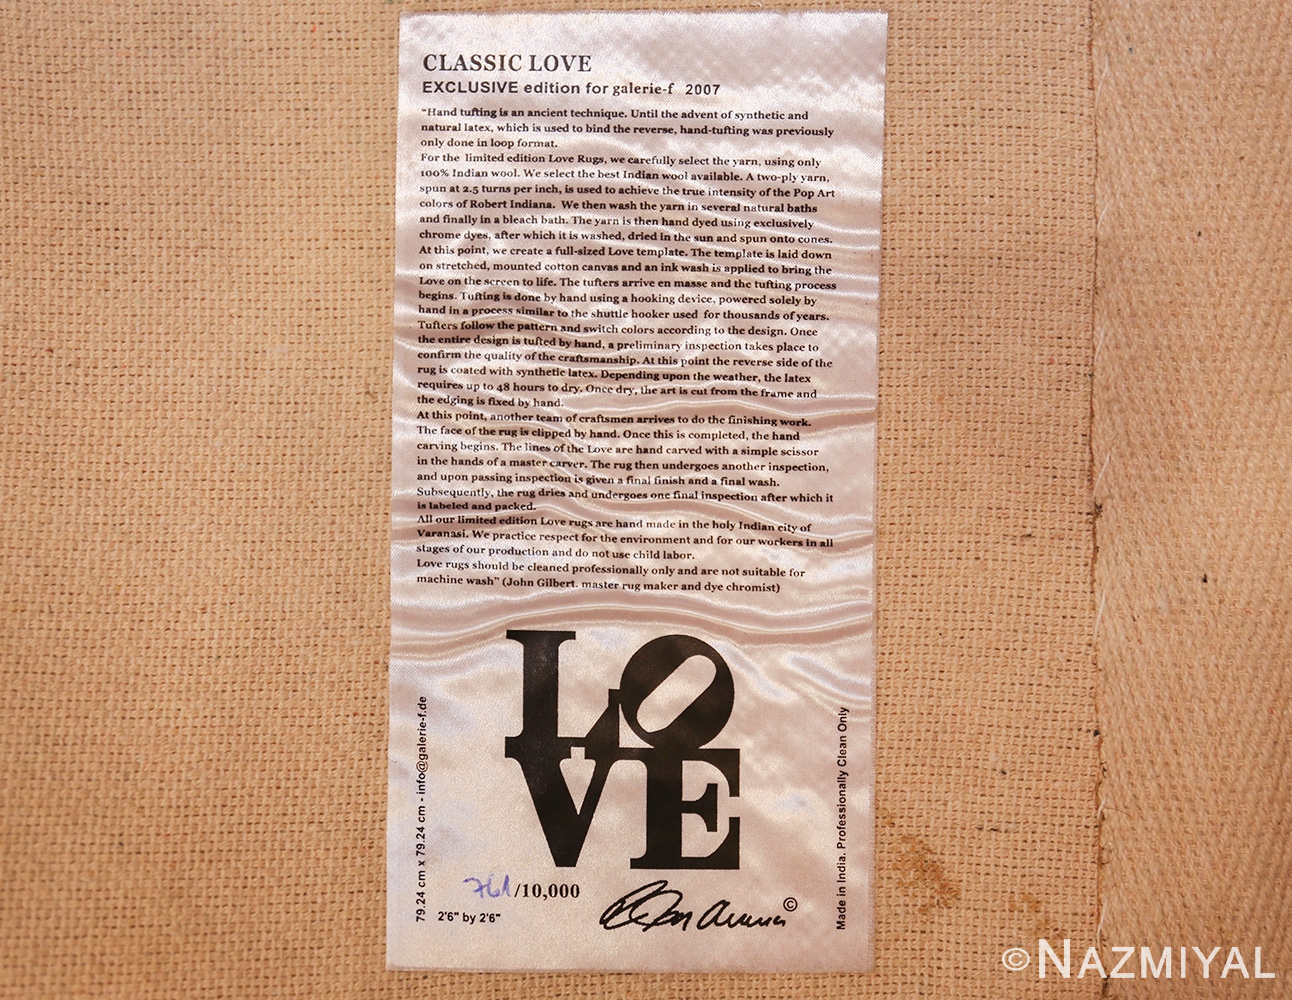 CLASSIC LOVE
EXCLUSIVE edition for galerie-f 2007
"Hand tufting is an ancient technique. Until the advent of synthetic and
natural latex, which is used to bind the reverse, hand-tufting was previously
only done in loop format.
For the limited edition Love Rugs, we carefully select the yarn, using only
100% Indian wool. We select the best Indian wool available. A two-ply yarn,
spun at 2.5 turns per inch, is used to achieve the true intensity of the Pop Art
colors of Robert Indiana. We then wash the yarn in several natural baths
and finally in a bleach bath. The yarn is then hand dyed using exclusively
chrome dyes, after which it is washed, dried in the sun and spun onto cones.
At this point, we create a full-sized Love template. The template is laid down
on stretched, mounted cotton canvas and an ink wash is applied to bring the
Love on the screen to life. The tufters arrive en masse and the tufting process
begins. Tufting is done by hand using a hooking device, powered solely by
hand in a process similar to the shuttle hooker used for thousands of years.
Tufters follow the pattern and switch colors according to the design. Once
the entire design is tufted by hand, a preliminary inspection takes place to
confirm the quality of the craftsmanship. At this point the reverse side of the
rug is coated with synthetic latex. Depending upon the weather, the latex
requires up to 48 hours to dry. Once dry, the art is cut from the frame and
the edging is fixed by hand.
At this point, another team of craftsmen arrives to do the finishing work.
The face of the rug is clipped by hand. Once this is completed, the hand
carving begins. The lines of the Love are hand carved with a simple scissor
in the hands of a master carver. The rug then undergoes another inspection,
and upon passing inspection is given a final finish and a final wash.
Subsequently, the rug dries and undergoes one final inspection after which it
is labeled and packed.
All our limited edition Love rugs are hand made in the holy Indian city of
Varanasi. We practice respect for the environment and for our workers in all
stages of our production and do not use child labor.
Love rugs should be cleaned professionally only and are not suitable for
machine wash" (John Gilbert. master rug maker and dye chromist)
LO
VE
79.24 cm x 79.24 cm - info@galerie-f.de
761/10,000
2'6" by 2'6"
©
Made in India. Professionally Clean Only
© NAZMIYAL